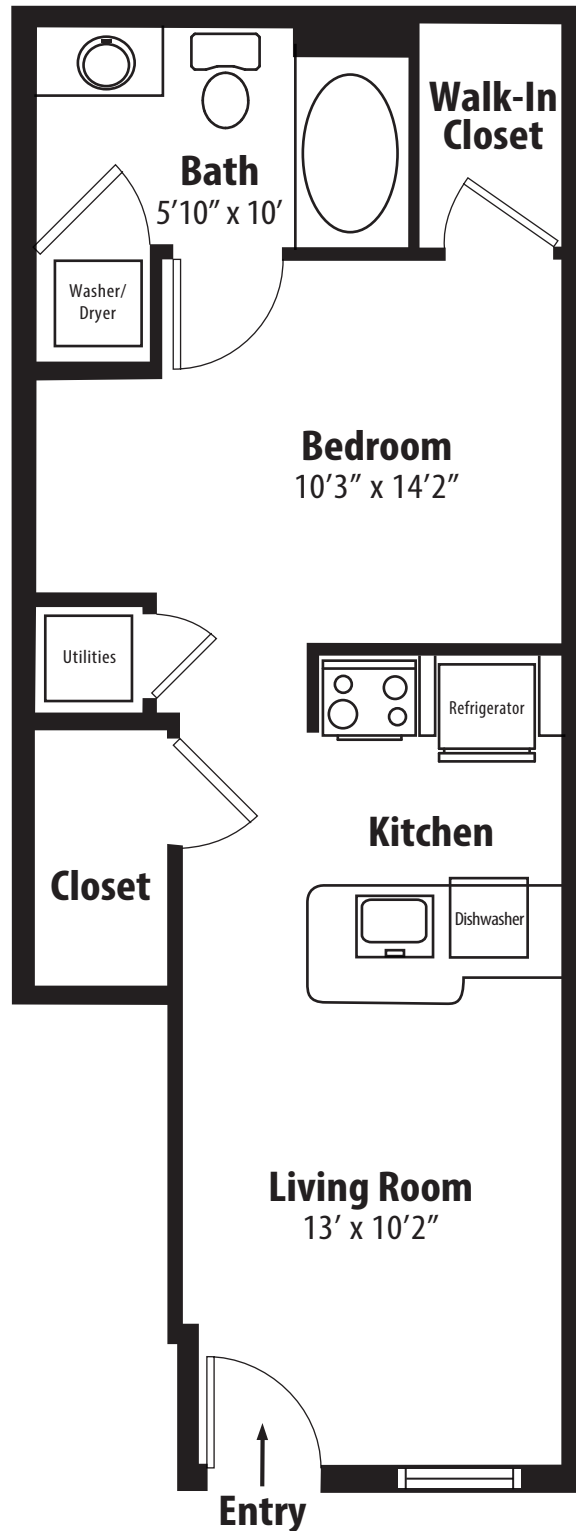 Walk-In
Closet
Bath
5’10” x 10’
Washer/
Dryer
Bedroom
10’3” x 14’2”
Utilities
Refrigerator
Kitchen
Closet
Dishwasher
Living Room
13’ x 10’2”
Entry